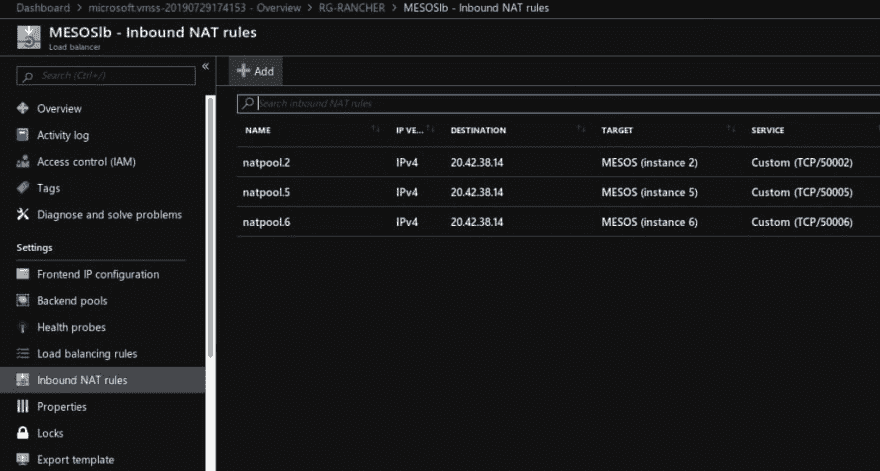 Dashboard > microsoft.vmss-20190729174153 - Overview > RG-RANCHER > MESOSlb - Inbound NAT rules
MESOSlb - Inbound NAT rules
Load balancer
Search (Ctrl+/)
«
Overview
Activity log
Access control (IAM)
Tags
Diagnose and solve problems
Settings
Frontend IP configuration
Backend pools
Health probes
Load balancing rules
Inbound NAT rules
Properties
Locks
Export template
+ Add
Search inbound NAT rules
NAME ↑↓ IP VE... ↑↓ DESTINATION ↑↓ TARGET ↑↓ SERVICE
natpool.2 IPv4 20.42.38.14 MESOS (instance 2) Custom (TCP/50002)
natpool.5 IPv4 20.42.38.14 MESOS (instance 5) Custom (TCP/50005)
natpool.6 IPv4 20.42.38.14 MESOS (instance 6) Custom (TCP/50006)